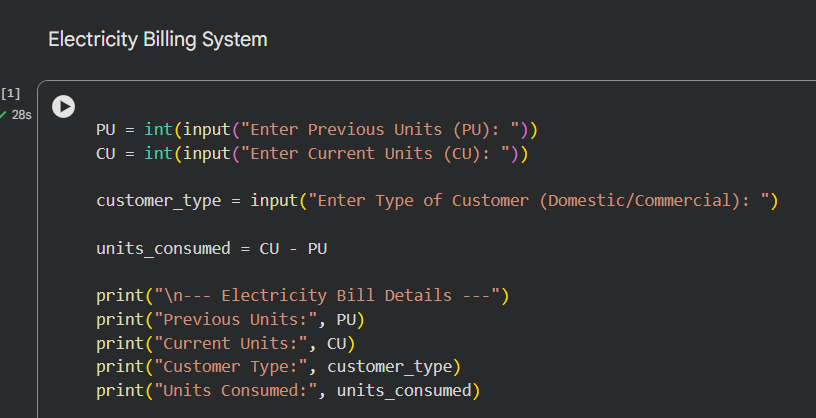 Electricity Billing System
[1]
28s
PU = int(input("Enter Previous Units (PU): "))
CU = int(input("Enter Current Units (CU): "))
customer_type = input("Enter Type of Customer (Domestic/Commercial): ")
units_consumed = CU - PU
print("\n--- Electricity Bill Details ---")
print("Previous Units:", PU)
print("Current Units:", CU)
print("Customer Type:", customer_type)
print("Units Consumed:", units_consumed)